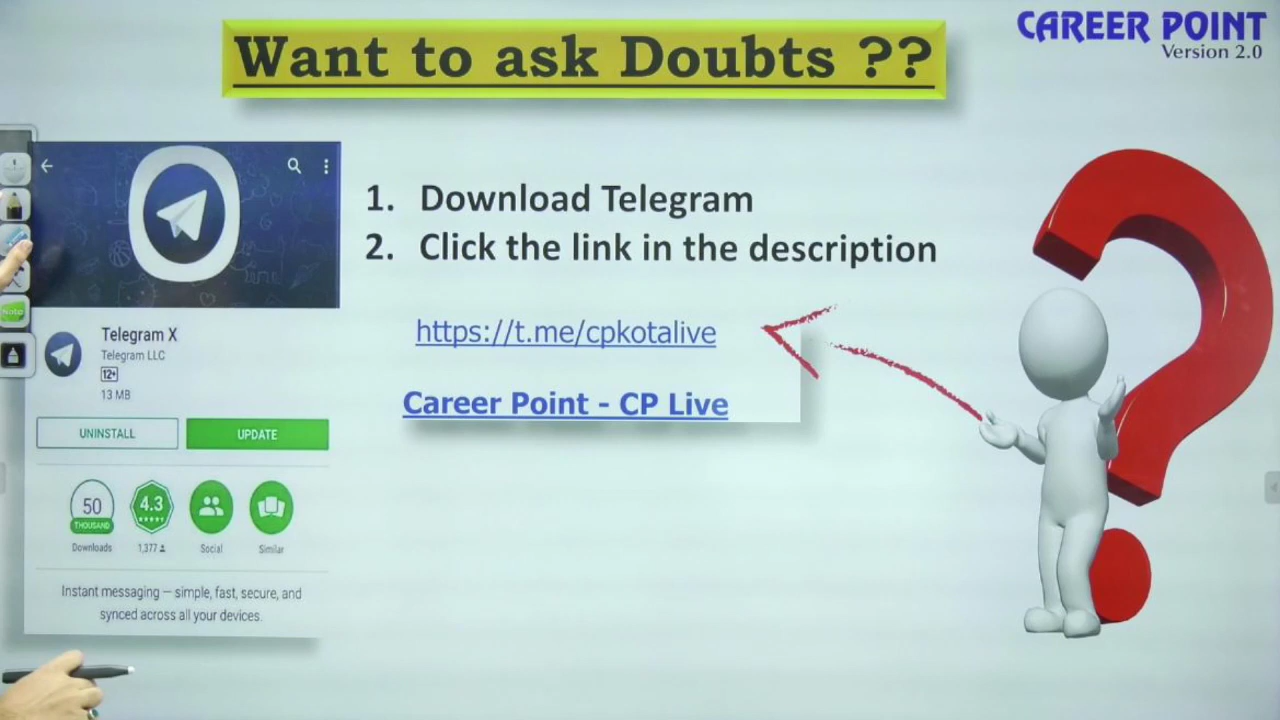 Want to ask Doubts ??
CAREER POINT
Version 2.0
1. Download Telegram
2. Click the link in the description
https://t.me/cpkotalive
Career Point - CP Live
Telegram X
Telegram LLC
12+
13 MB
UNINSTALL
UPDATE
50
THOUSAND
Downloads
4.3
1,377
Social
Similar
Instant messaging – simple, fast, secure, and
synced across all your devices.
Note